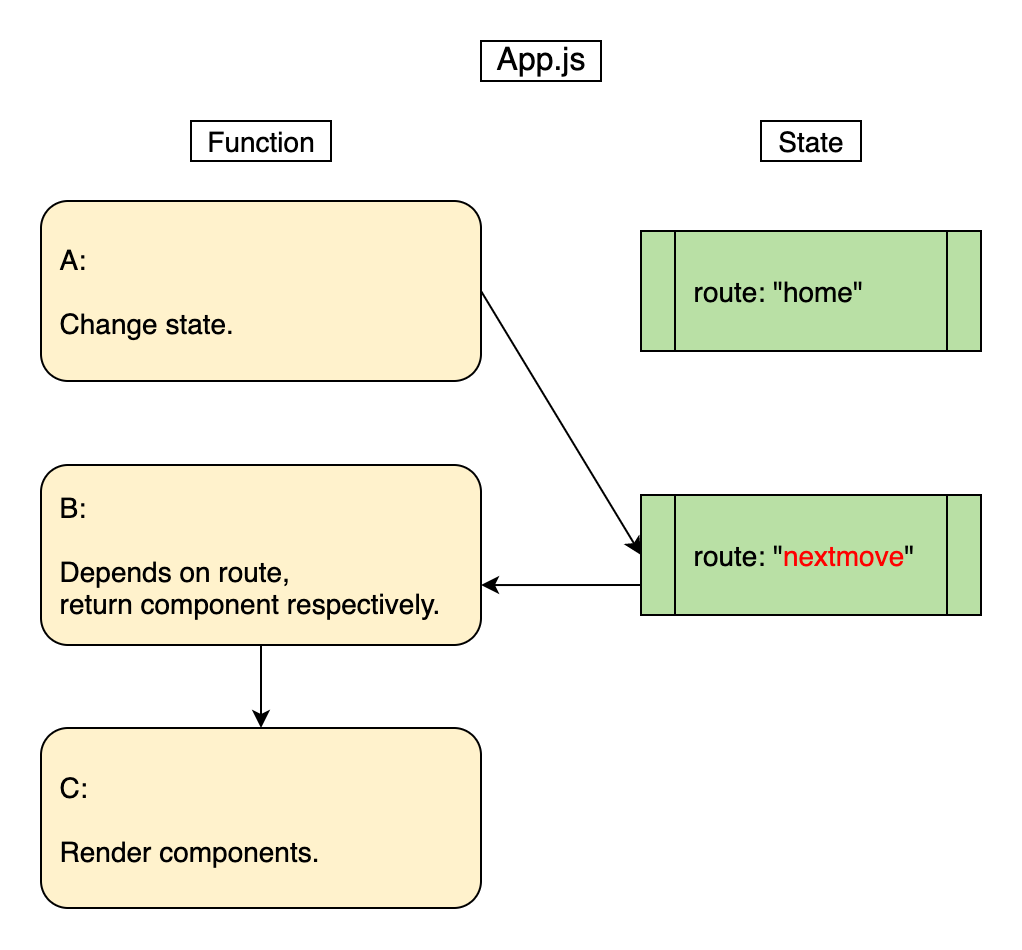 App.js
Function
State
A:
Change state.
route: "home"
B:
Depends on route,
return component respectively.
route: "nextmove"
C:
Render components.